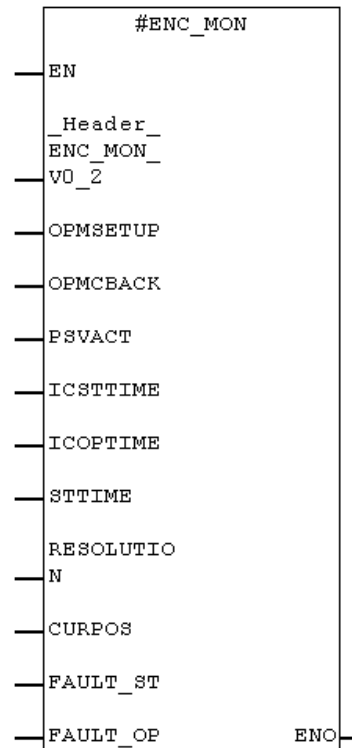 #ENC_MON
EN
_Header_
ENC_MON_
V0_2
OPMSETUP
OPMCBACK
PSVACT
ICSTTIME
ICOPTIME
STTIME
RESOLUTIO
N
CURPOS
FAULT_ST
FAULT_OP ENO